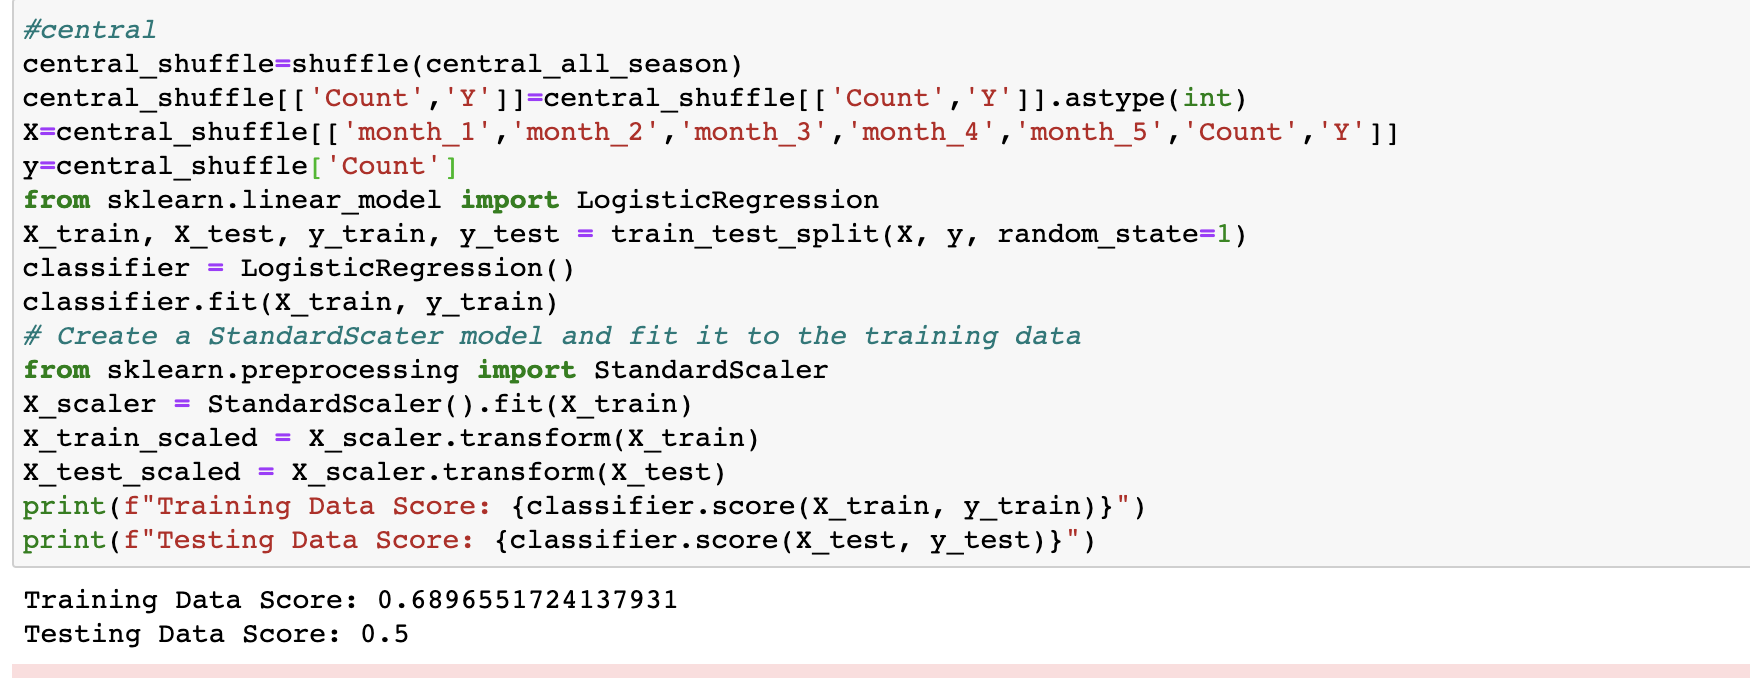 #central
central_shuffle=shuffle(central_all_season)
central_shuffle[['Count','Y']]=central_shuffle[['Count','Y']].astype(int)
X=central_shuffle[['month_1','month_2','month_3','month_4','month_5','Count','Y']]
y=central_shuffle['Count']
from sklearn.linear_model import LogisticRegression
X_train, X_test, y_train, y_test = train_test_split(X, y, random_state=1)
classifier = LogisticRegression()
classifier.fit(X_train, y_train)
# Create a StandardScater model and fit it to the training data
from sklearn.preprocessing import StandardScaler
X_scaler = StandardScaler().fit(X_train)
X_train_scaled = X_scaler.transform(X_train)
X_test_scaled = X_scaler.transform(X_test)
print(f"Training Data Score: {classifier.score(X_train, y_train)}")
print(f"Testing Data Score: {classifier.score(X_test, y_test)}")
Training Data Score: 0.6896551724137931
Testing Data Score: 0.5